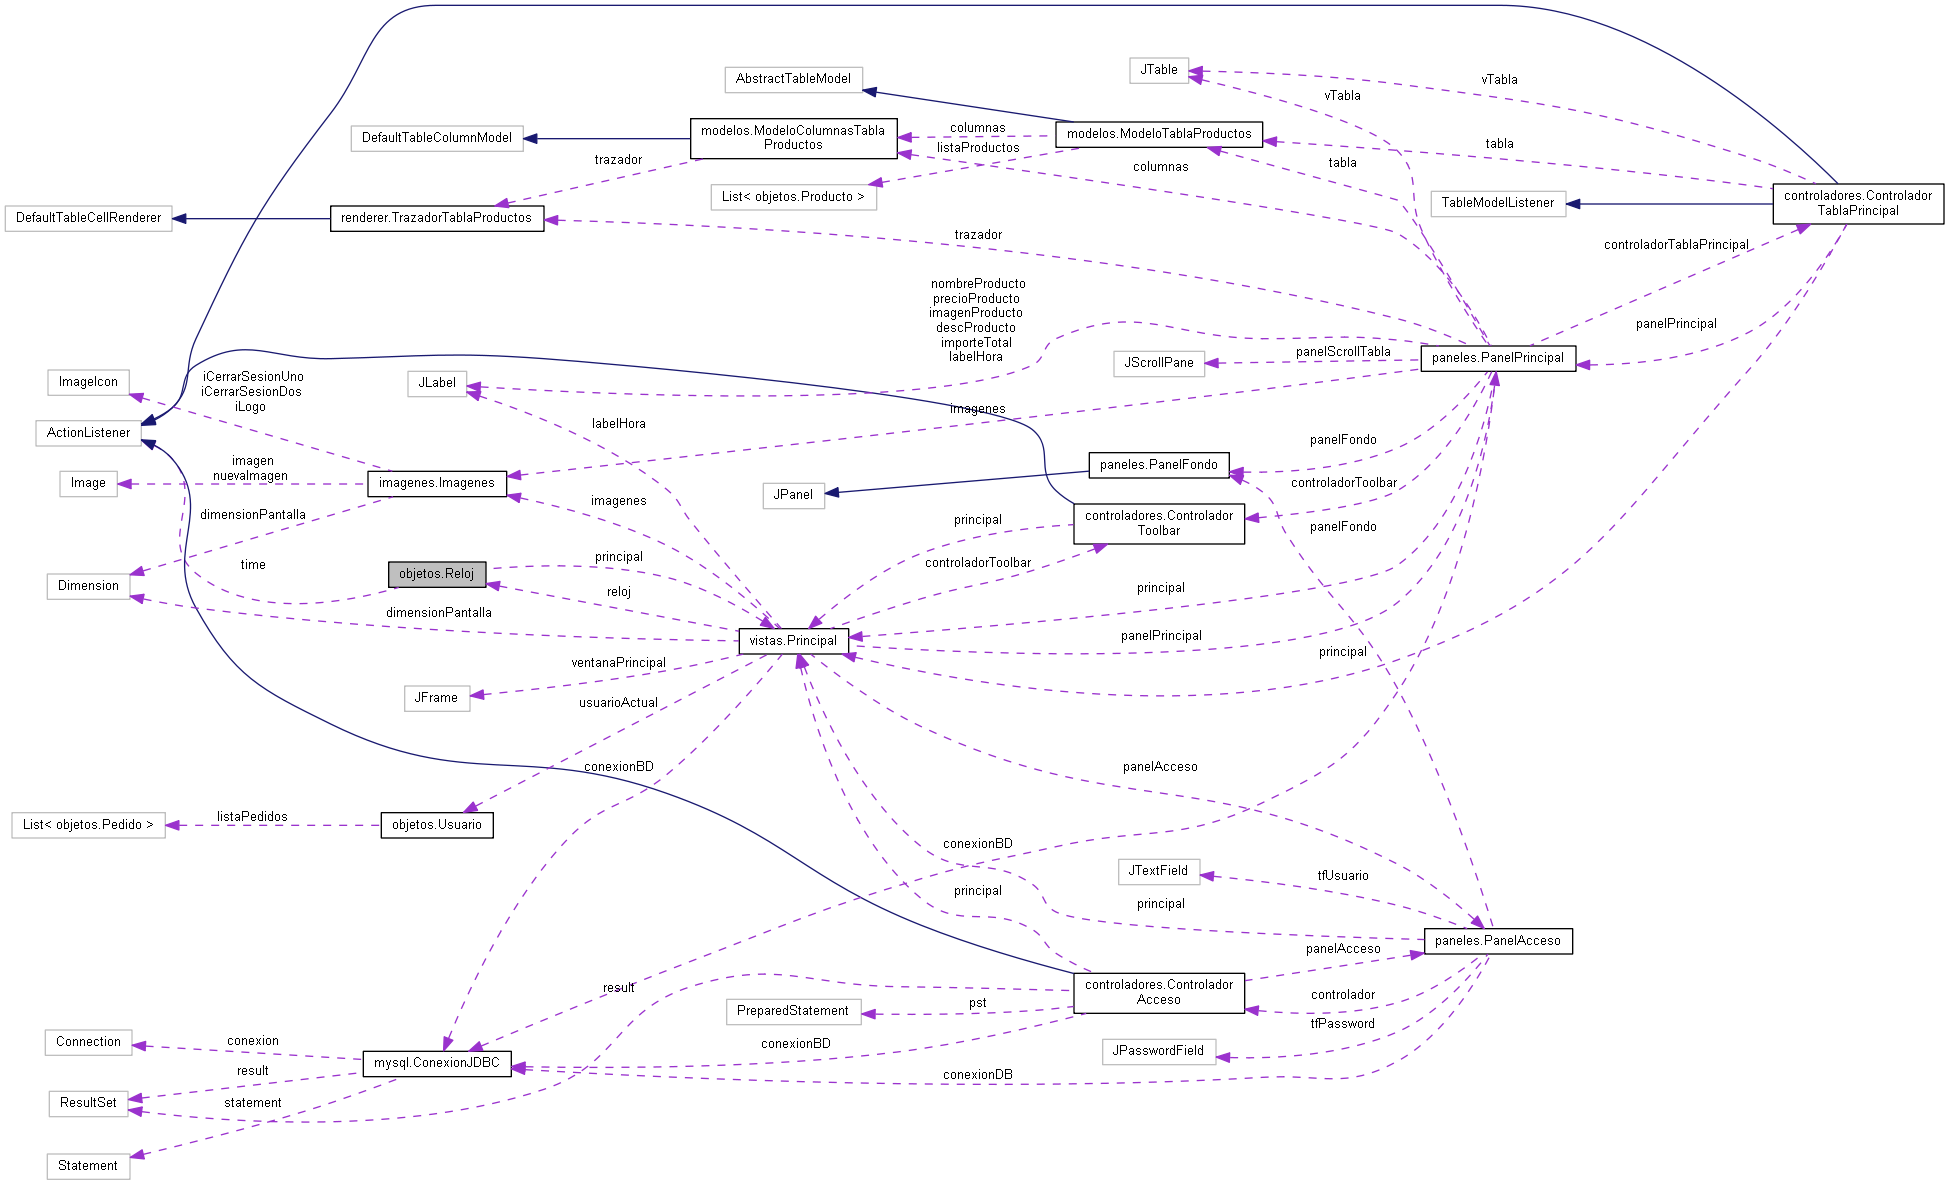 JTable
vTabla
AbstractTableModel
vTabla
modelos.ModeloColumnasTabla
Productos
columnas
modelos.ModeloTablaProductos
DefaultTableColumnModel
listaProductos
tabla
trazador
columnas
tabla
List< objetos.Producto >
TableModelListener
controladores.Controlador
TablaPrincipal
DefaultTableCellRenderer
renderer.TrazadorTablaProductos
trazador
controladorTablaPrincipal
nombreProducto
precioProducto
imagenProducto
descProducto
importeTotal
labelHora
panelPrincipal
JScrollPane
panelScrollTabla
paneles.PanelPrincipal
ImageIcon
iCerrarSesionUno
iCerrarSesionDos
iLogo
JLabel
imagenes
ActionListener
labelHora
panelFondo
imagen
nuevaImagen
paneles.PanelFondo
Image
imagenes.Imagenes
JPanel
controladorToolbar
dimensionPantalla
imagenes
principal
controladores.Controlador
Toolbar
panelFondo
time
principal
controladorToolbar
objetos.Reloj
Dimension
reloj
principal
dimensionPantalla
vistas.Principal
panelPrincipal
principal
ventanaPrincipal
JFrame
usuarioActual
conexionBD
panelAcceso
List< objetos.Pedido >
listaPedidos
objetos.Usuario
conexionBD
JTextField
tfUsuario
principal
principal
paneles.PanelAcceso
panelAcceso
result
controladores.Controlador
Acceso
controlador
PreparedStatement
pst
tfPassword
Connection
conexion
mysql.ConexionJDBC
conexionBD
JPasswordField
result
conexionDB
ResultSet
statement
Statement